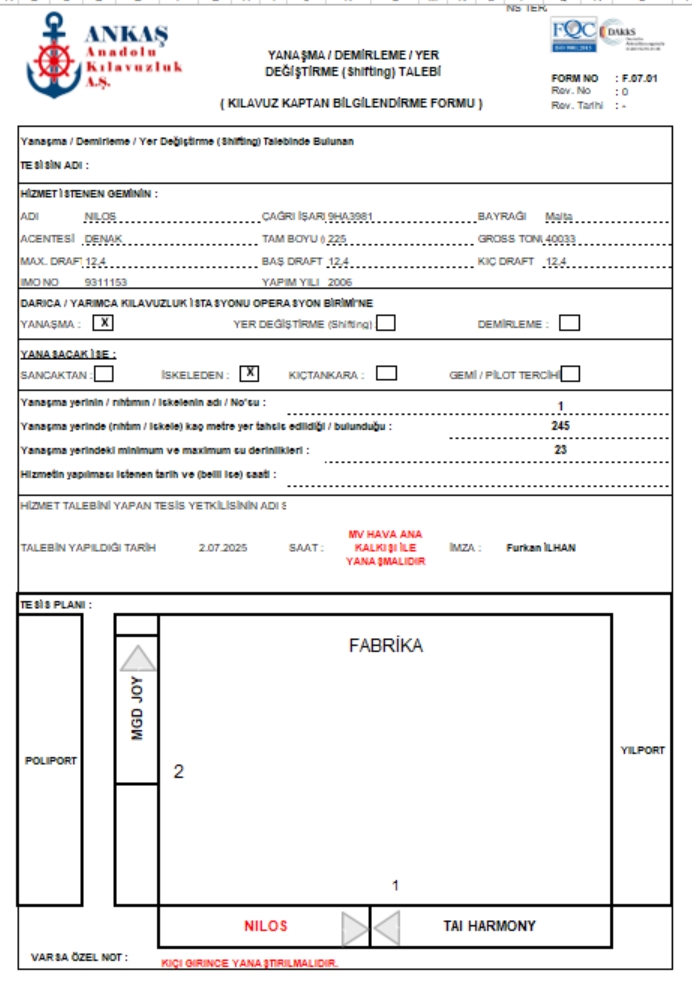 ANKAŞ
Anadolu
Kılavuzluk
A.Ş.
YANAŞMA / DEMİRLEME / YER
DEĞİŞTİRME (Shifting) TALEBİ
( KILAVUZ KAPTAN BİLGİLENDİRME FORMU )
FQC
DAkkS
FORM NO : F.07.01
Rev. No : 0
Rev. Tarihi : -
Yanaşma / Demirleme / Yer Değiştirme (Shifting) Talebinde Bulunan
TESİSİN ADI :
HİZMET İSTENEN GEMİNİN :
ADI NILOS ÇAĞRI İŞARİ 9HA3981 BAYRAĞI Malta
ACENTESİ DENAK TAM BOYU ( 225 GROSS TON 40033
MAX. DRAFT 12,4 BAŞ DRAFT 12,4 KIÇ DRAFT 12,4
IMO NO 9311153 YAPIM YILI 2006
DARICA / YARIMCA KILAVUZLUK İSTASYONU OPERASYON BİRİMİ'NE
YANAŞMA : X YER DEĞİŞTİRME (Shifting) : DEMİRLEME :
YANAŞACAK İSE :
SANCAKTAN : İSKELEDEN : X KIÇTANKARA : GEMİ / PİLOT TERCİHİ
Yanaşma yerinin / rıhtımın / iskelenin adı / No'su : 1
Yanaşma yerinde (rıhtım / iskele) kaç metre yer tahsis edildiği / bulunduğu : 245
Yanaşma yerindeki minimum ve maximum su derinlikleri : 23
Hizmetin yapılması istenen tarih ve (belli ise) saati :
HİZMET TALEBİNİ YAPAN TESİS YETKİLİSİNİN ADI S
TALEBİN YAPILDIĞI TARİH 2.07.2025 SAAT : MV HAVA ANA KALKIŞI İLE YANAŞMALIDIR İMZA : Furkan İLHAN
TESİS PLANI :
FABRİKA
MGD JOY
POLIPORT
2
YILPORT
1
NILOS TAI HARMONY
VARSA ÖZEL NOT : KIÇI GIRINCE YANAŞTIRILMALIDIR.